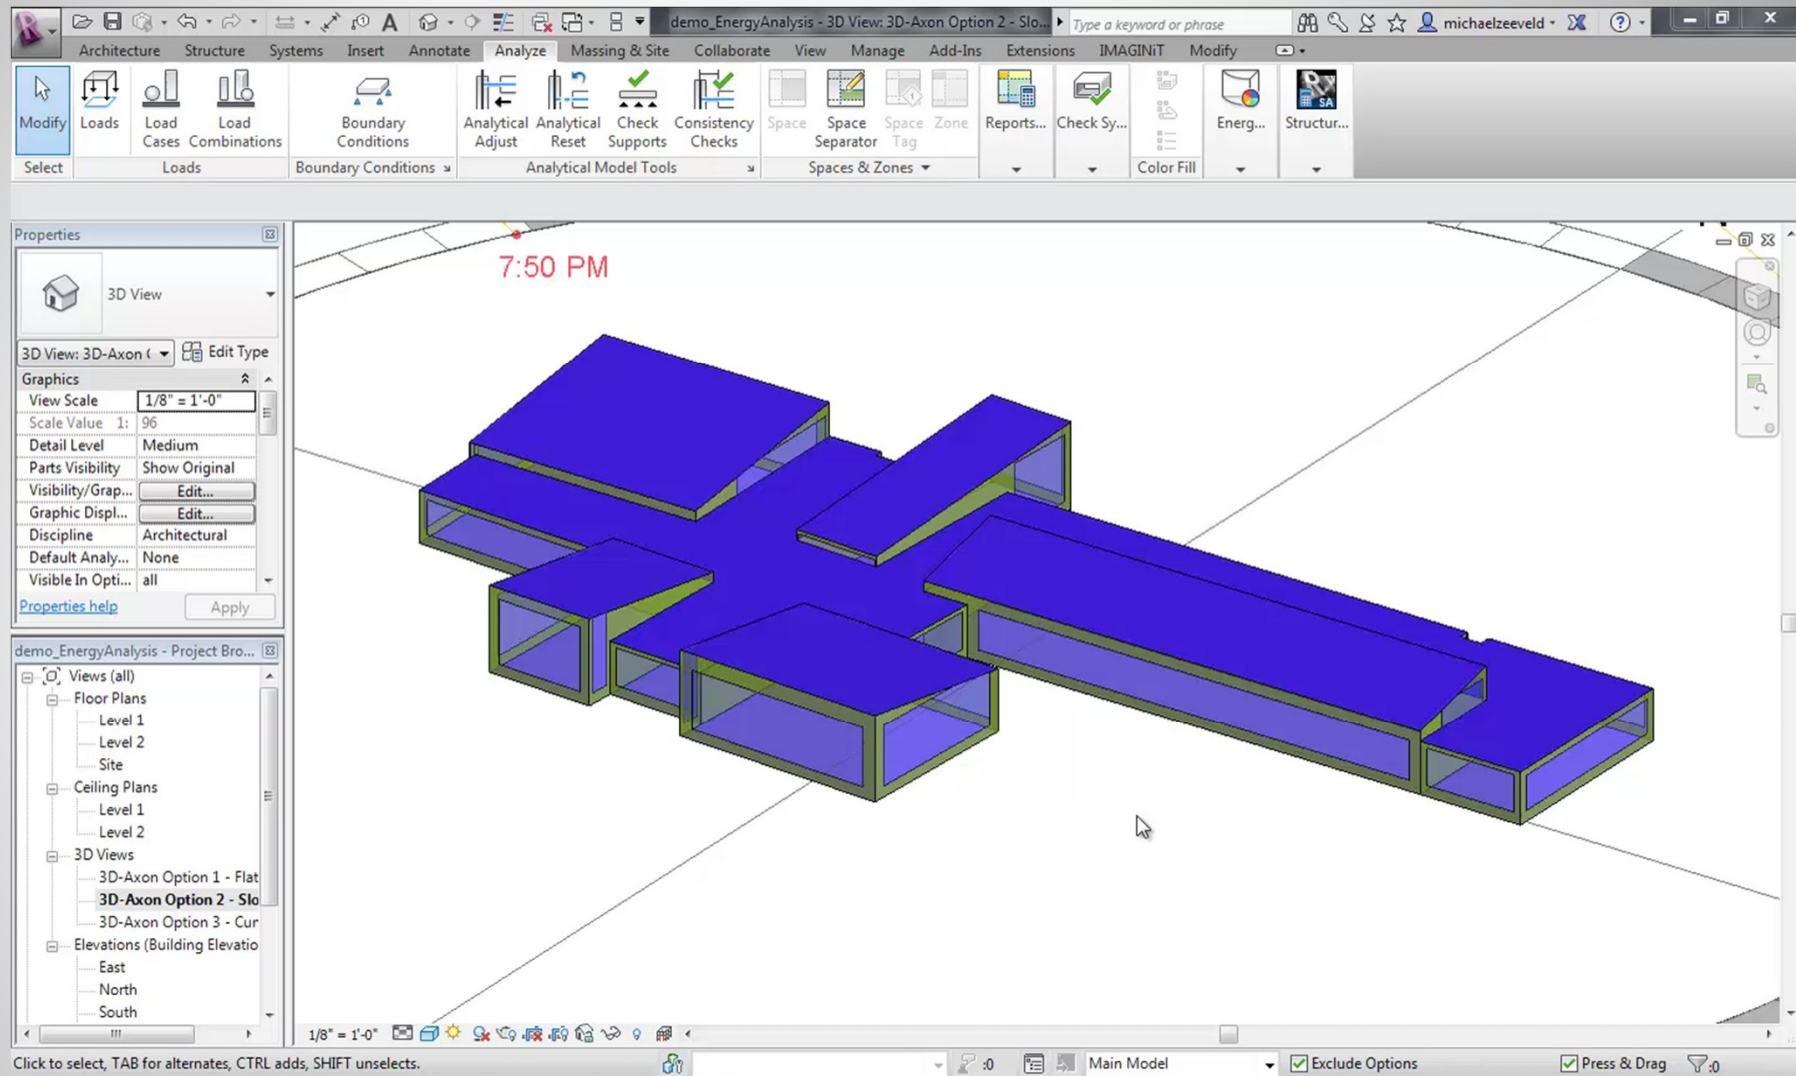 demo_EnergyAnalysis - 3D View: 3D-Axon Option 2 - Slo...
Type a keyword or phrase
michaelzeeveld
Architecture Structure Systems Insert Annotate Analyze Massing & Site Collaborate View Manage Add-Ins Extensions IMAGINiT Modify
Modify
Loads
Load Cases
Load Combinations
Boundary Conditions
Analytical Adjust
Analytical Reset
Check Supports
Consistency Checks
Space
Space Separator
Space Tag
Zone
Reports...
Check Sy...
Energ...
SA
Structur...
Select
Loads
Boundary Conditions
Analytical Model Tools
Spaces & Zones
Color Fill
Properties
3D View
3D View: 3D-Axon (
Edit Type
Graphics
View Scale 1/8" = 1'-0"
Scale Value 1: 96
Detail Level Medium
Parts Visibility Show Original
Visibility/Grap... Edit...
Graphic Displ... Edit...
Discipline Architectural
Default Analy... None
Visible In Opti... all
Properties help
Apply
demo_EnergyAnalysis - Project Bro...
Views (all)
Floor Plans
Level 1
Level 2
Site
Ceiling Plans
Level 1
Level 2
3D Views
3D-Axon Option 1 - Flat
3D-Axon Option 2 - Slo
3D-Axon Option 3 - Cur
Elevations (Building Elevatio
East
North
South
7:50 PM
1/8" = 1'-0"
Click to select, TAB for alternates, CTRL adds, SHIFT unselects.
:0
Main Model
Exclude Options
Press & Drag
:0